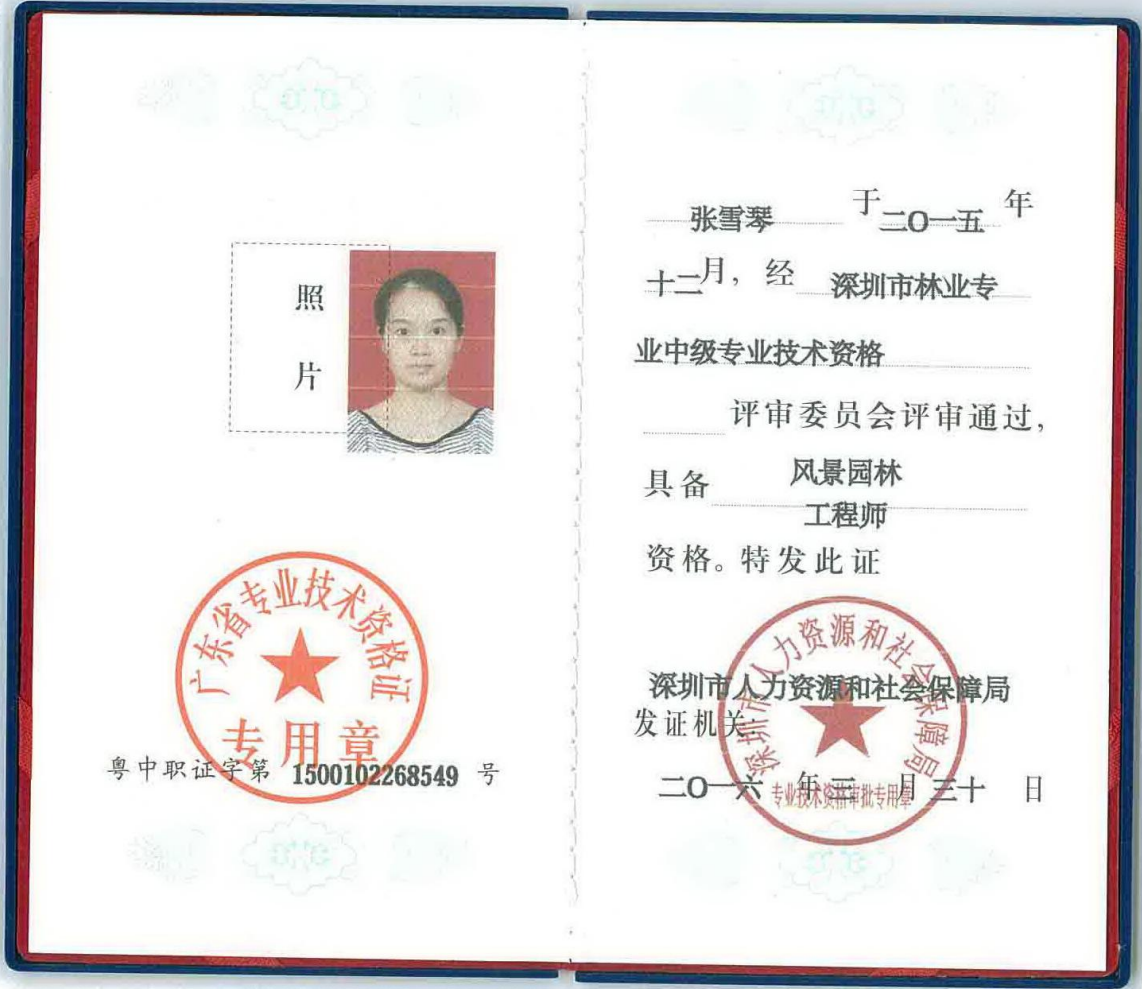 照
片
广东省专业技术资格证
专用章
粤中职证字第 1500102268549 号
张雪琴 于 二〇一五 年
十二月，经 深圳市林业专
业中级专业技术资格
评审委员会评审通过，
具备 风景园林
工程师
资格。特发此证
深圳市人力资源和社会保障局
深圳市人力资源和社会保障局
发证机关：
二〇一六 年 三 月 三十 日
专业技术资格审批专用章